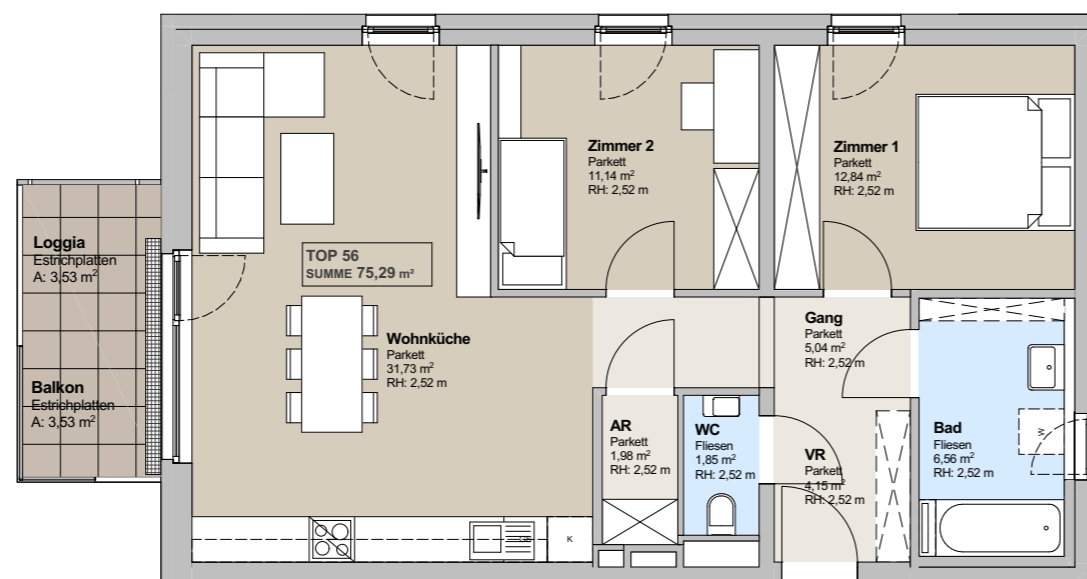 Zimmer 2
Parkett
11,14 m²
RH: 2,52 m
Zimmer 1
Parkett
12,84 m²
RH: 2,52 m
Loggia
Estrichplatten
A: 3,53 m²
TOP 56
SUMME 75,29 m²
Wohnküche
Parkett
31,73 m²
RH: 2,52 m
Gang
Parkett
5,04 m²
RH: 2,52 m
Balkon
Estrichplatten
A: 3,53 m²
AR
Parkett
1,98 m²
RH: 2,52 m
WC
Fliesen
1,85 m²
RH: 2,52 m
VR
Parkett
4,15 m²
RH: 2,52 m
Bad
Fliesen
6,56 m²
RH: 2,52 m
W
K